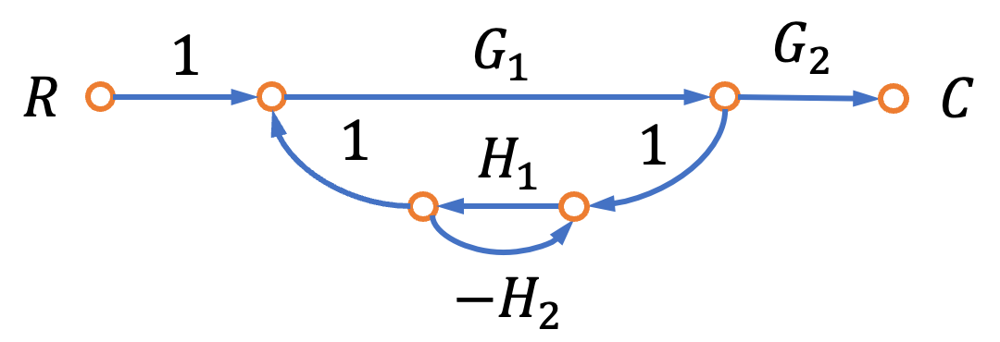 R 1 G₁ G₂ C
1 H₁ 1
−H₂